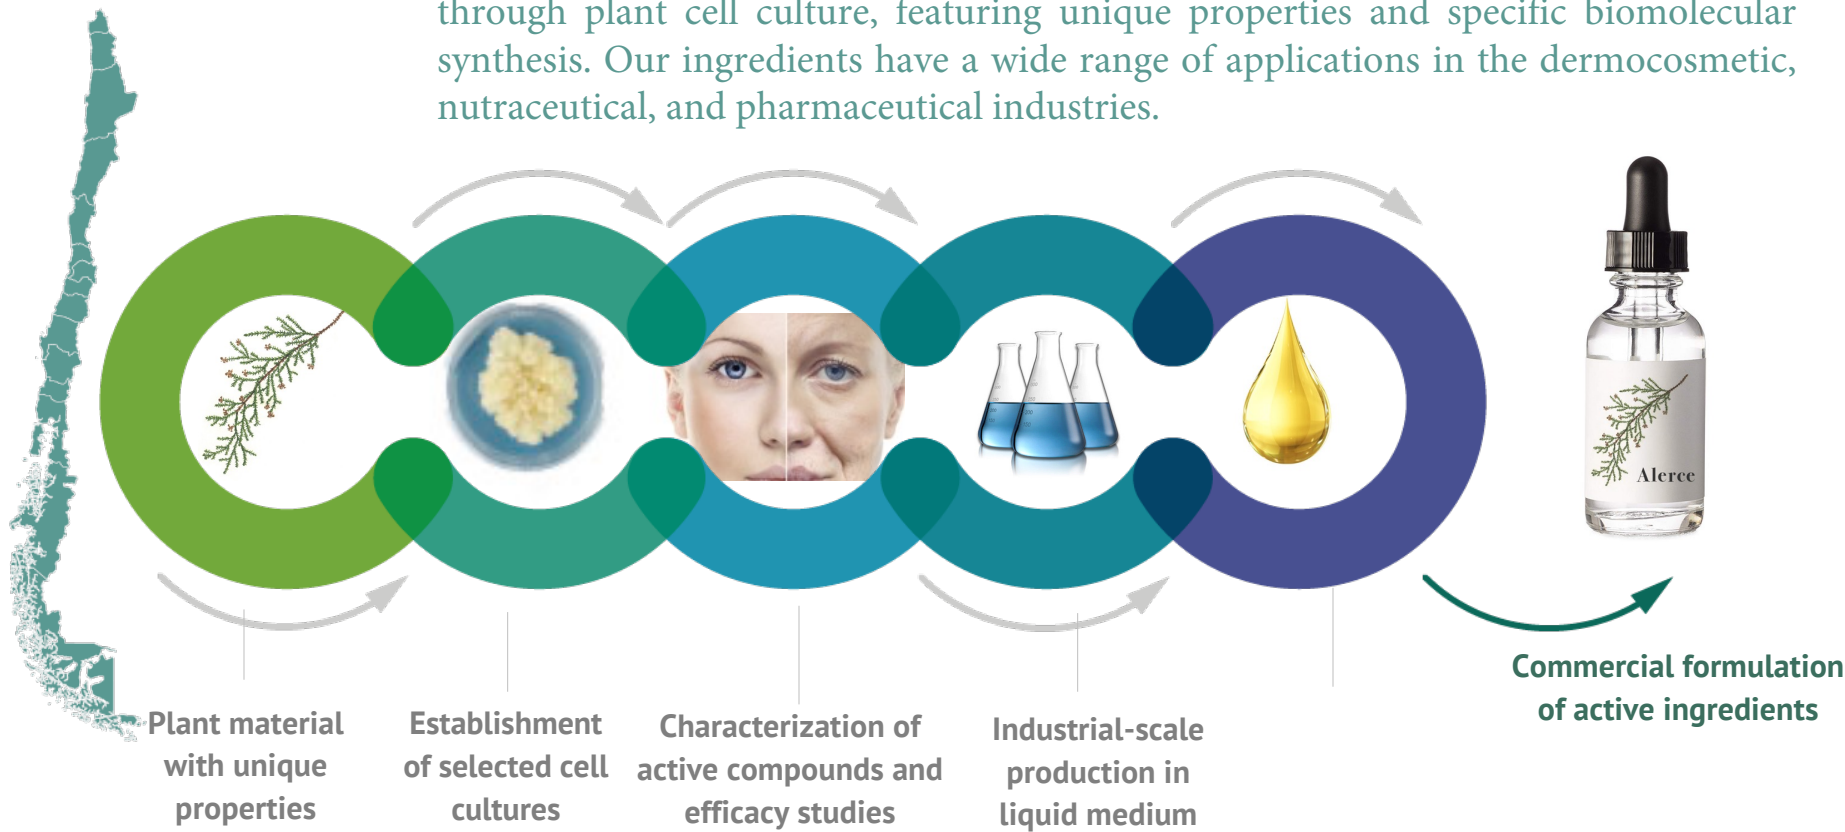 through plant cell culture, featuring unique properties and specific biomolecular
synthesis. Our ingredients have a wide range of applications in the dermocosmetic,
nutraceutical, and pharmaceutical industries.
Alerce
Commercial formulation
of active ingredients
Plant material
with unique
properties
Establishment
of selected cell
cultures
Characterization of
active compounds and
efficacy studies
Industrial-scale
production in
liquid medium